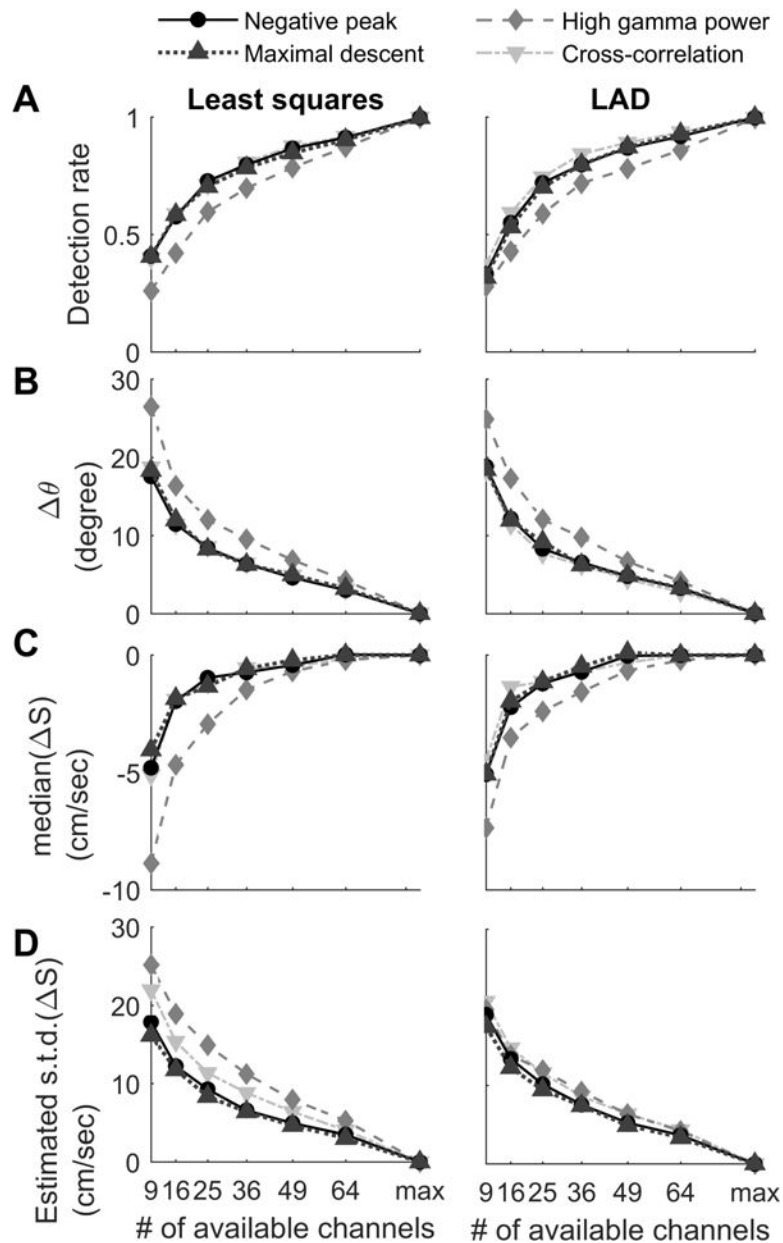 Negative peak
High gamma power
Maximal descent
Cross-correlation
A
Least squares
LAD
Detection rate
1
0.5
0
B
Δθ
(degree)
30
20
10
0
C
median(ΔS)
(cm/sec)
0
-5
-10
D
Estimated s.t.d.(ΔS)
(cm/sec)
30
20
10
0
9 16 25 36 49 64 max
9 16 25 36 49 64 max
# of available channels
# of available channels